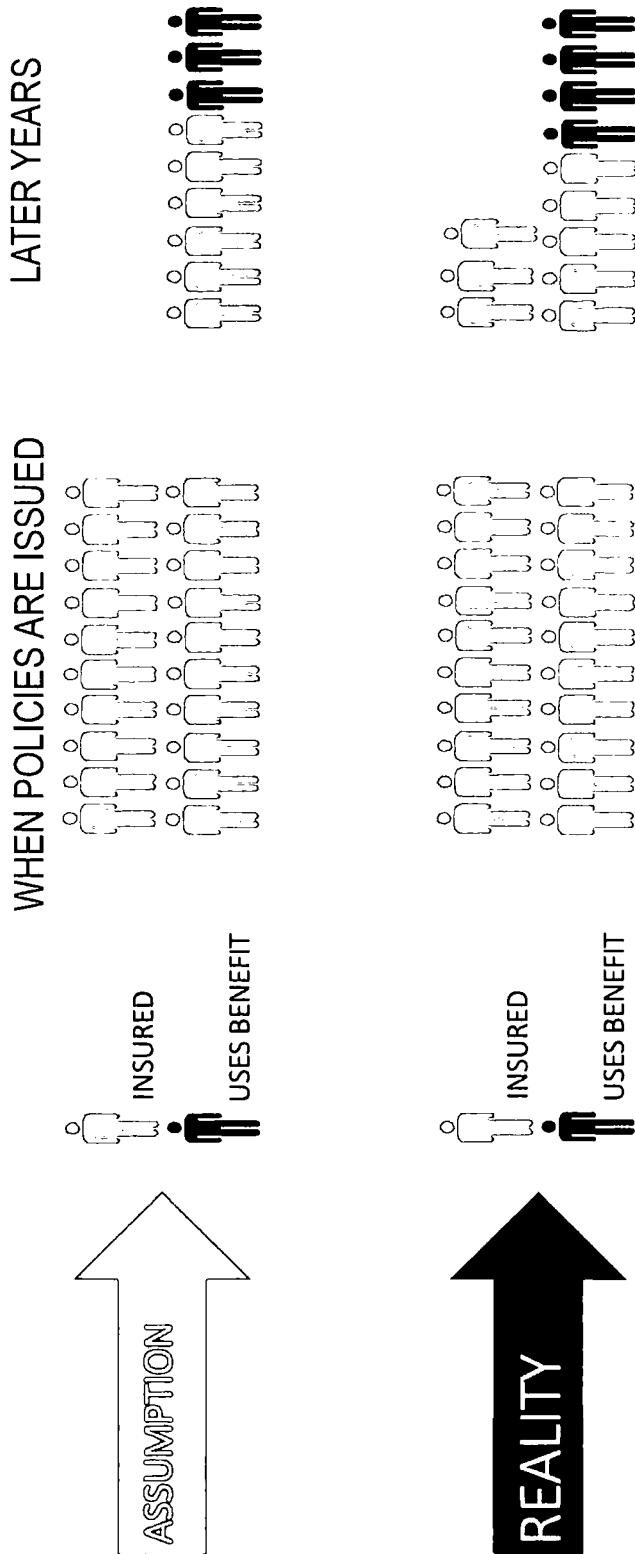 WHEN POLICIES ARE ISSUED
LATER YEARS
ASSUMPTION
INSURED
USES BENEFIT
REALITY
INSURED
USES BENEFIT